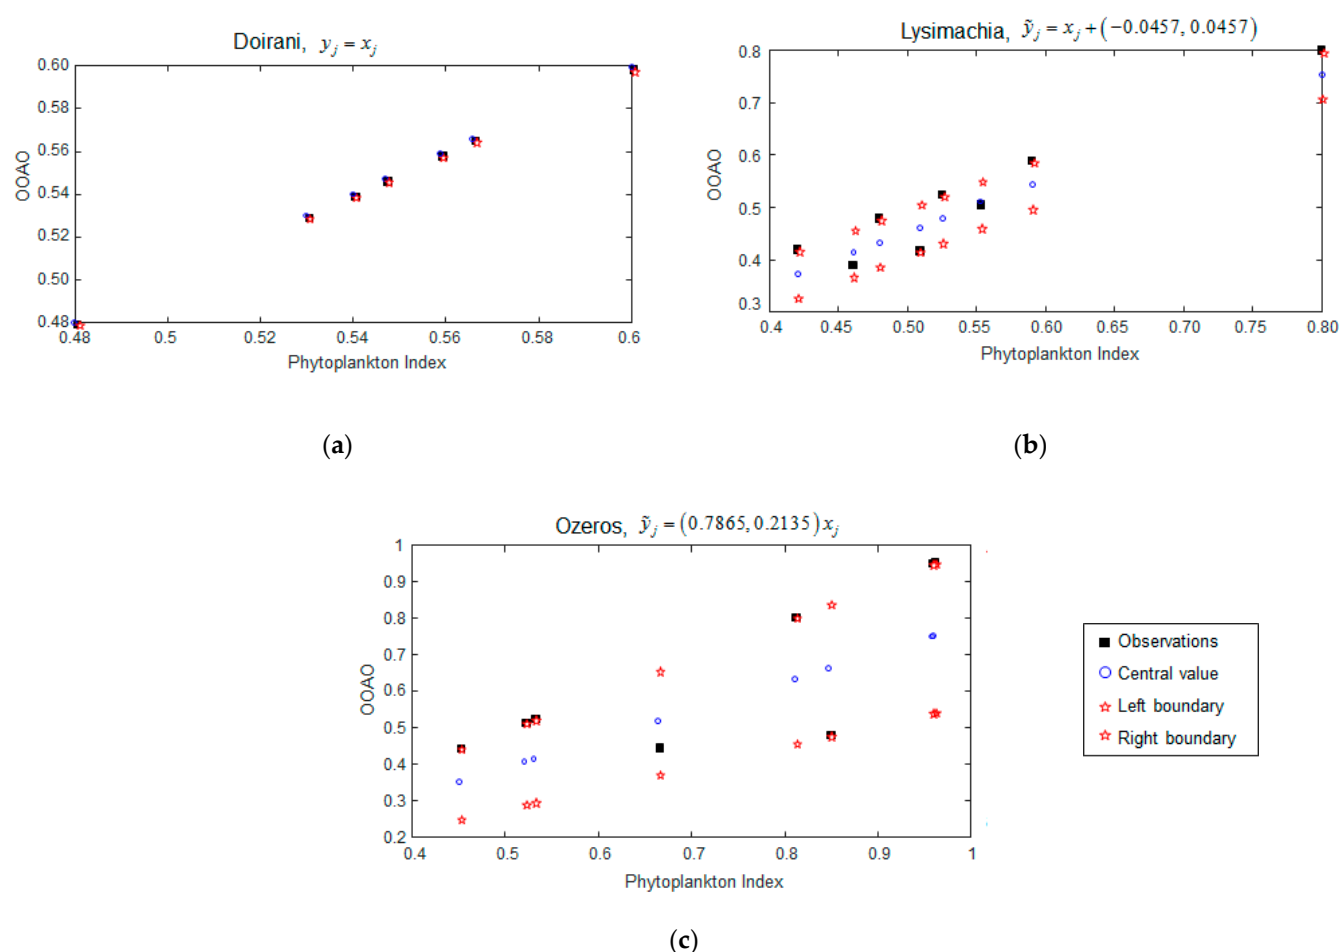 Doirani, y_j = x_j
0.60
0.58
0.56
0.54
0.52
0.50
0.48
OOAO
0.48
0.5
0.52
0.54
0.56
0.58
0.6
Phytoplankton Index
(a)
Lysimachia, ỹ_j = x_j + (−0.0457, 0.0457)
0.8
0.7
0.6
0.5
0.4
0.3
OOAO
0.4
0.45
0.50
0.55
0.60
0.65
0.70
0.75
0.80
Phytoplankton Index
(b)
Ozeros, ỹ_j = (0.7865, 0.2135) x_j
1
0.9
0.8
0.7
0.6
0.5
0.4
0.3
0.2
OOAO
0.4
0.5
0.6
0.7
0.8
0.9
1
Phytoplankton Index
(c)
Observations
Central value
Left boundary
Right boundary